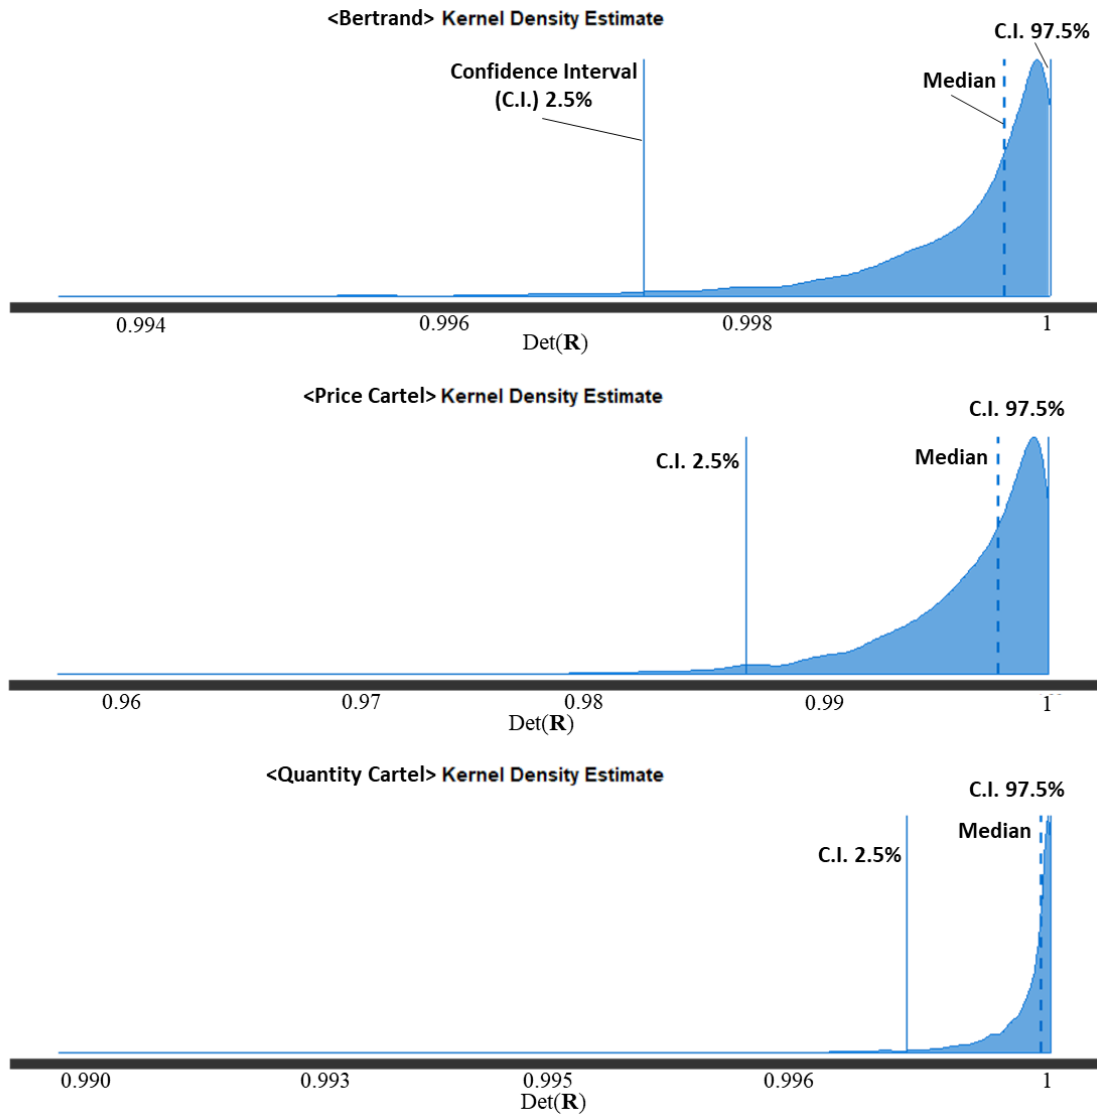 <Bertrand> Kernel Density Estimate
C.I. 97.5%
Confidence Interval
(C.I.) 2.5%
Median
0.994 0.996 0.998 1
Det(R)
<Price Cartel> Kernel Density Estimate
C.I. 97.5%
C.I. 2.5%
Median
0.96 0.97 0.98 0.99 1
Det(R)
<Quantity Cartel> Kernel Density Estimate
C.I. 97.5%
Median
C.I. 2.5%
0.990 0.993 0.995 0.996 1
Det(R)